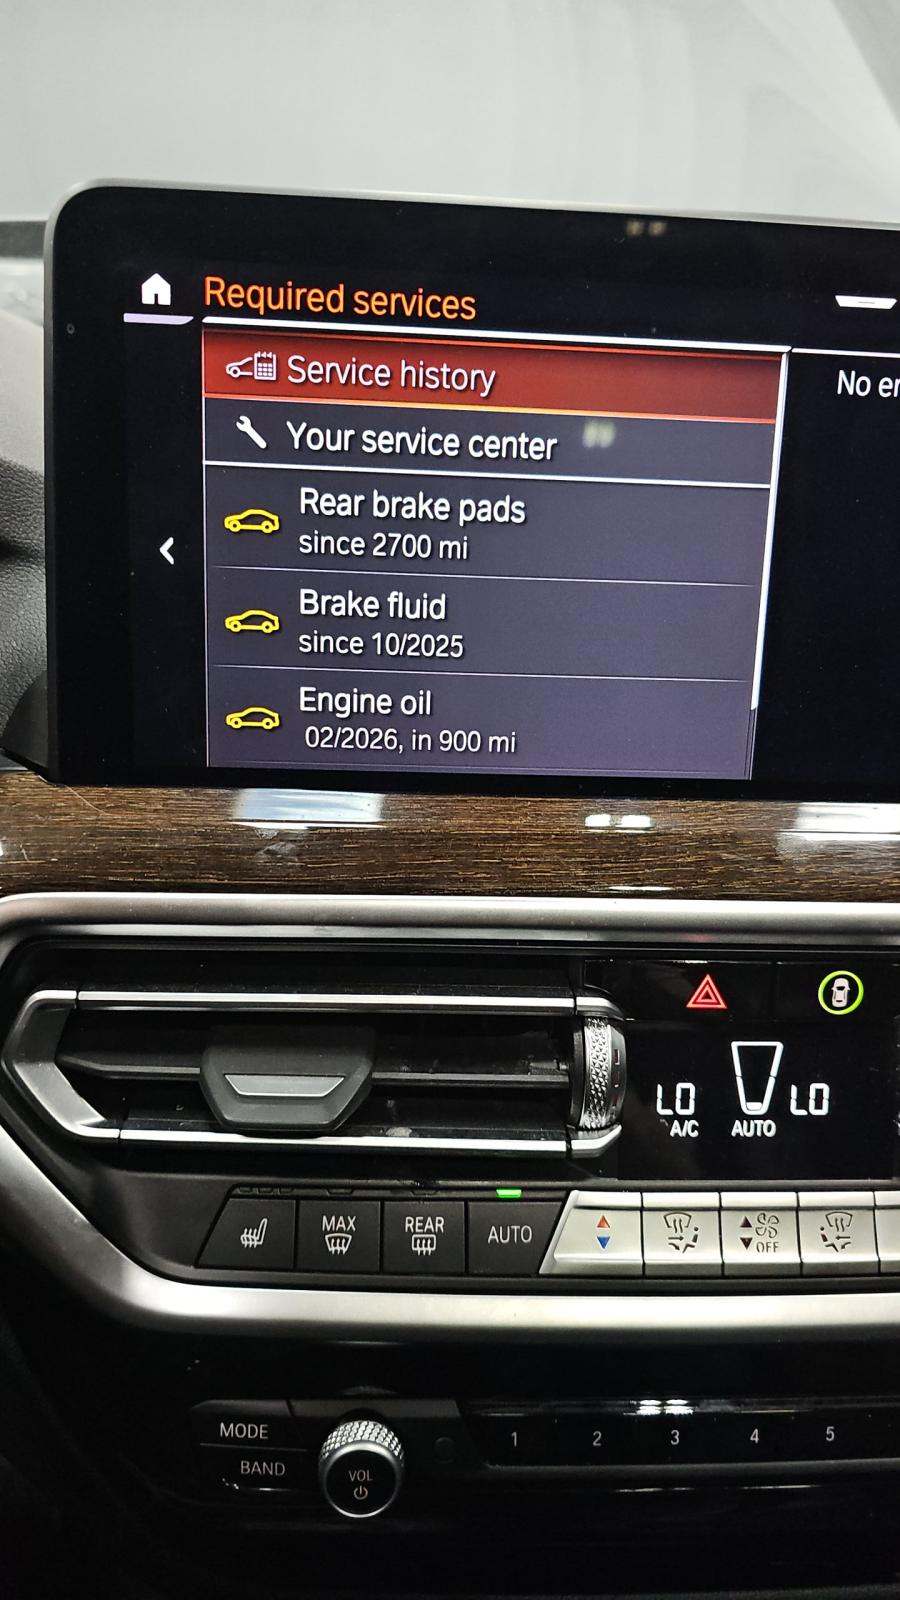 Required services
Service history
No er
Your service center
Rear brake pads
since 2700 mi
Brake fluid
since 10/2025
Engine oil
02/2026, in 900 mi
LO
LO
A/C
AUTO
MAX
REAR
AUTO
OFF
MODE
BAND
VOL
1
2
3
4
5